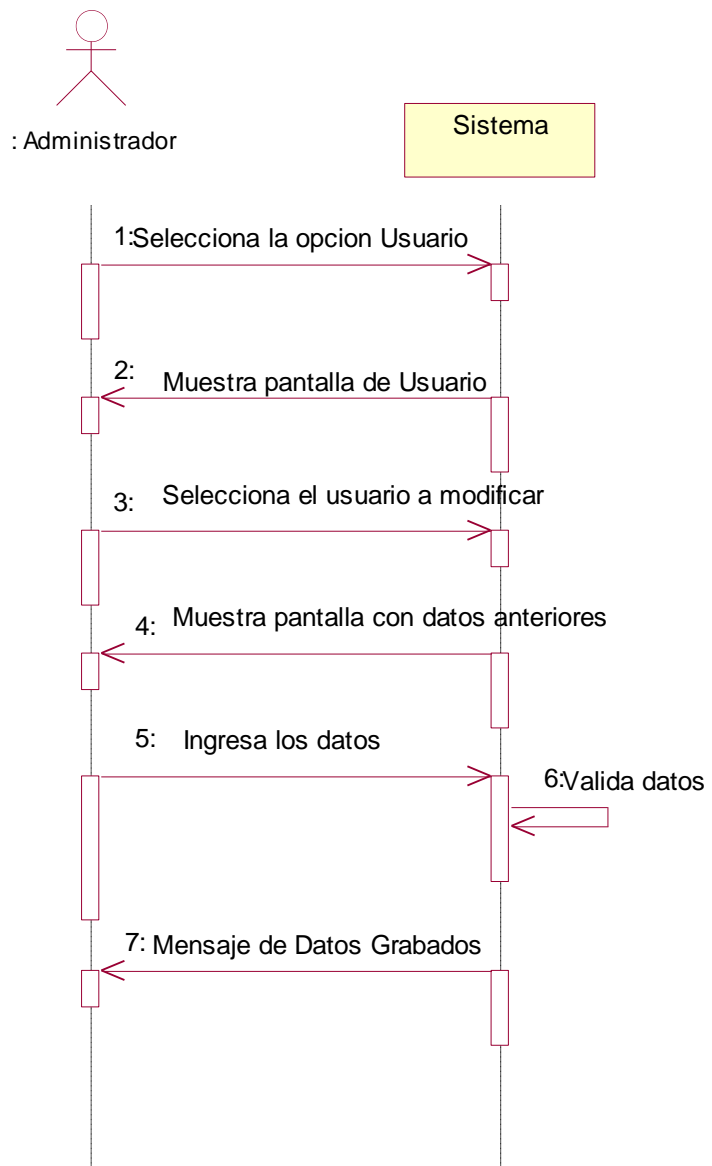 : Administrador
Sistema
1:Selecciona la opcion Usuario
2: Muestra pantalla de Usuario
3: Selecciona el usuario a modificar
4: Muestra pantalla con datos anteriores
5: Ingresa los datos
6:Valida datos
7: Mensaje de Datos Grabados